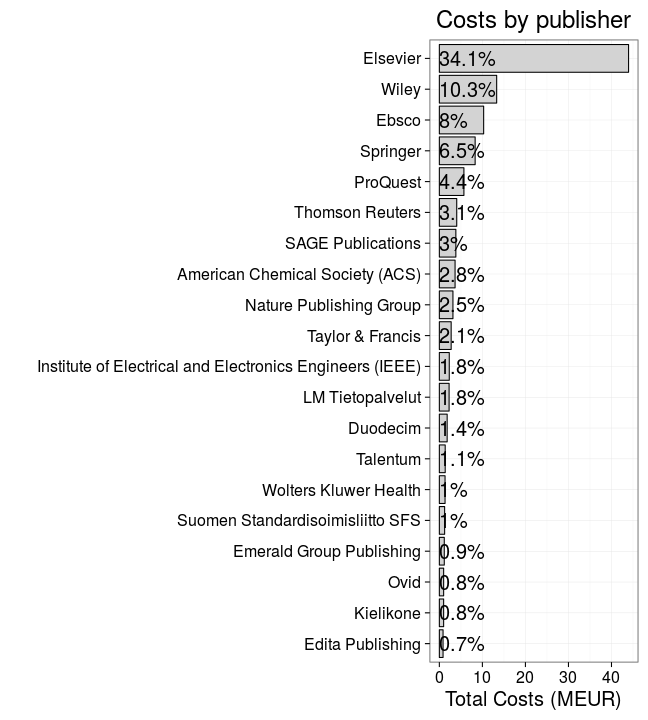 Costs by publisher
Elsevier 34.1%
Wiley 10.3%
Ebsco 8%
Springer 6.5%
ProQuest 4.4%
Thomson Reuters 3.1%
SAGE Publications 3%
American Chemical Society (ACS) 2.8%
Nature Publishing Group 2.5%
Taylor & Francis 2.1%
Institute of Electrical and Electronics Engineers (IEEE) 1.8%
LM Tietopalvelut 1.8%
Duodecim 1.4%
Talentum 1.1%
Wolters Kluwer Health 1%
Suomen Standardisoimisliitto SFS 1%
Emerald Group Publishing 0.9%
Ovid 0.8%
Kielikone 0.8%
Edita Publishing 0.7%
0 10 20 30 40
Total Costs (MEUR)